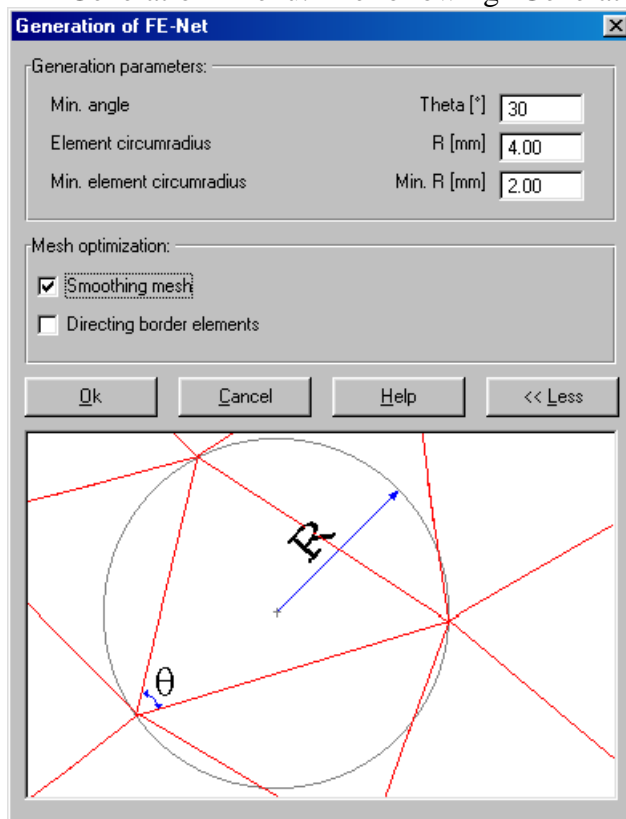 Generation of FE-Net
Generation parameters:
Min. angle Theta [°] 30
Element circumradius R [mm] 4.00
Min. element circumradius Min. R [mm] 2.00
Mesh optimization:
Smoothing mesh
Directing border elements
Ok Cancel Help << Less
R
θ